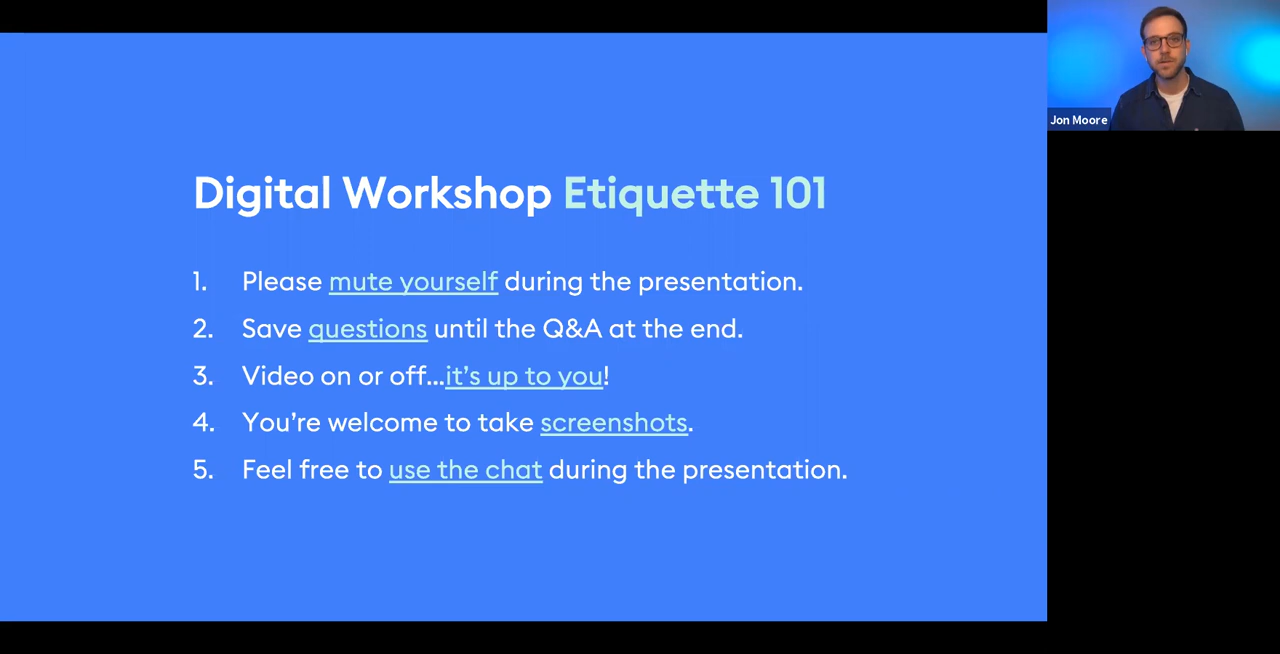 Digital Workshop Etiquette 101
1. Please mute yourself during the presentation.
2. Save questions until the Q&A at the end.
3. Video on or off...it’s up to you!
4. You’re welcome to take screenshots.
5. Feel free to use the chat during the presentation.
Jon Moore